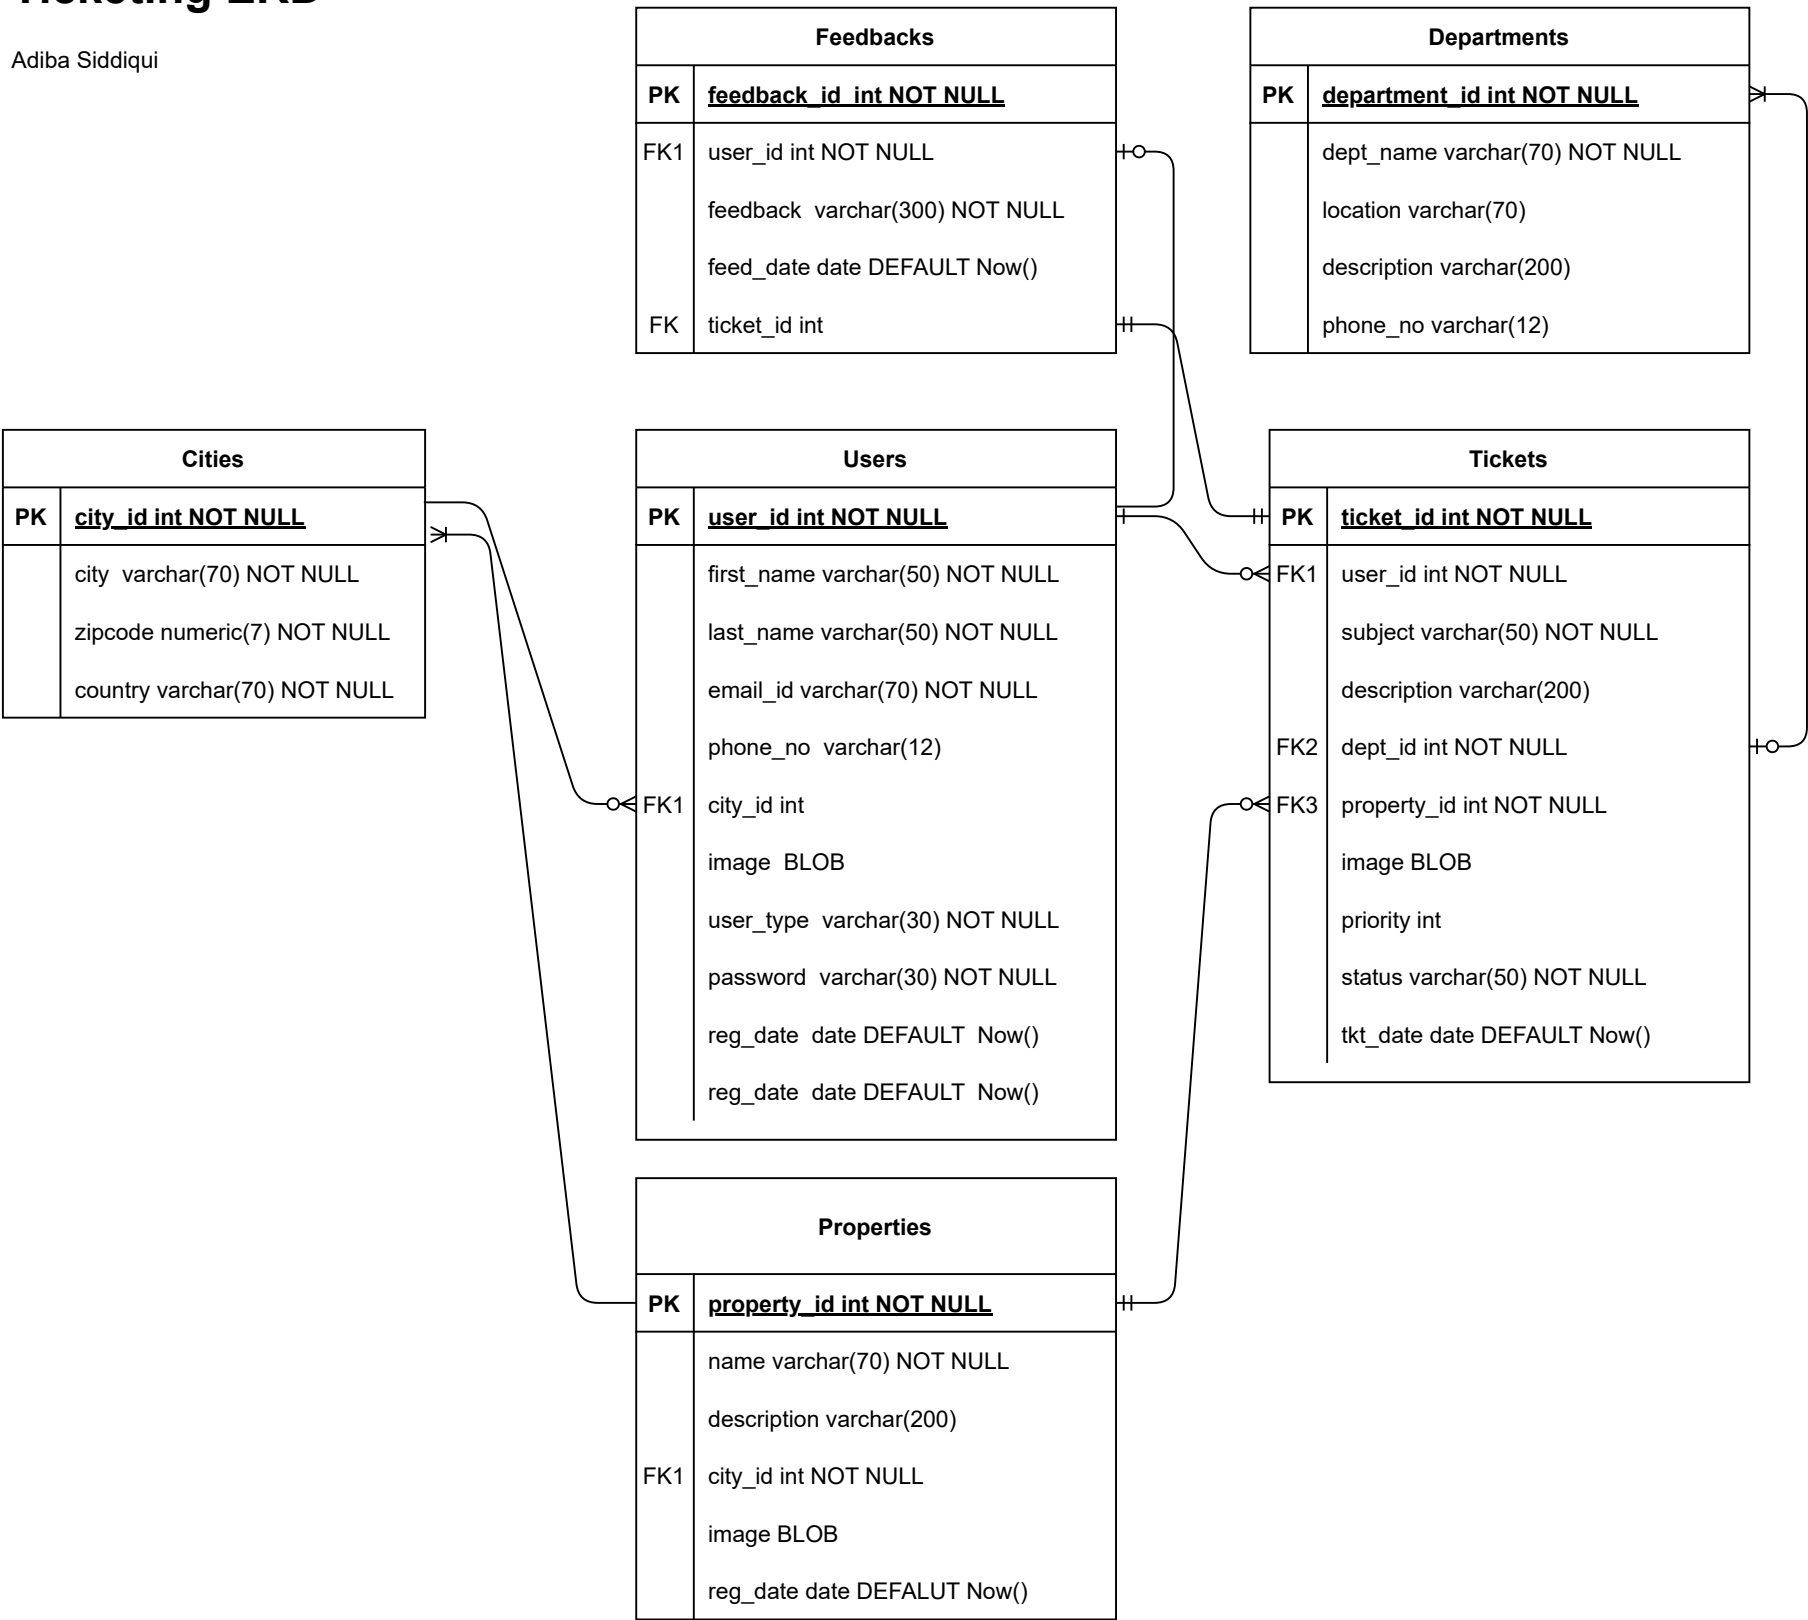 Ticketing ERD
Adiba Siddiqui
Feedbacks
PK feedback_id int NOT NULL
FK1 user_id int NOT NULL
feedback varchar(300) NOT NULL
feed_date date DEFAULT Now()
FK ticket_id int
Departments
PK department_id int NOT NULL
dept_name varchar(70) NOT NULL
location varchar(70)
description varchar(200)
phone_no varchar(12)
Cities
PK city_id int NOT NULL
city varchar(70) NOT NULL
zipcode numeric(7) NOT NULL
country varchar(70) NOT NULL
Users
PK user_id int NOT NULL
first_name varchar(50) NOT NULL
last_name varchar(50) NOT NULL
email_id varchar(70) NOT NULL
phone_no varchar(12)
FK1 city_id int
image BLOB
user_type varchar(30) NOT NULL
password varchar(30) NOT NULL
reg_date date DEFAULT Now()
reg_date date DEFAULT Now()
Tickets
PK ticket_id int NOT NULL
FK1 user_id int NOT NULL
subject varchar(50) NOT NULL
description varchar(200)
FK2 dept_id int NOT NULL
FK3 property_id int NOT NULL
image BLOB
priority int
status varchar(50) NOT NULL
tkt_date date DEFAULT Now()
Properties
PK property_id int NOT NULL
name varchar(70) NOT NULL
description varchar(200)
FK1 city_id int NOT NULL
image BLOB
reg_date date DEFALUT Now()